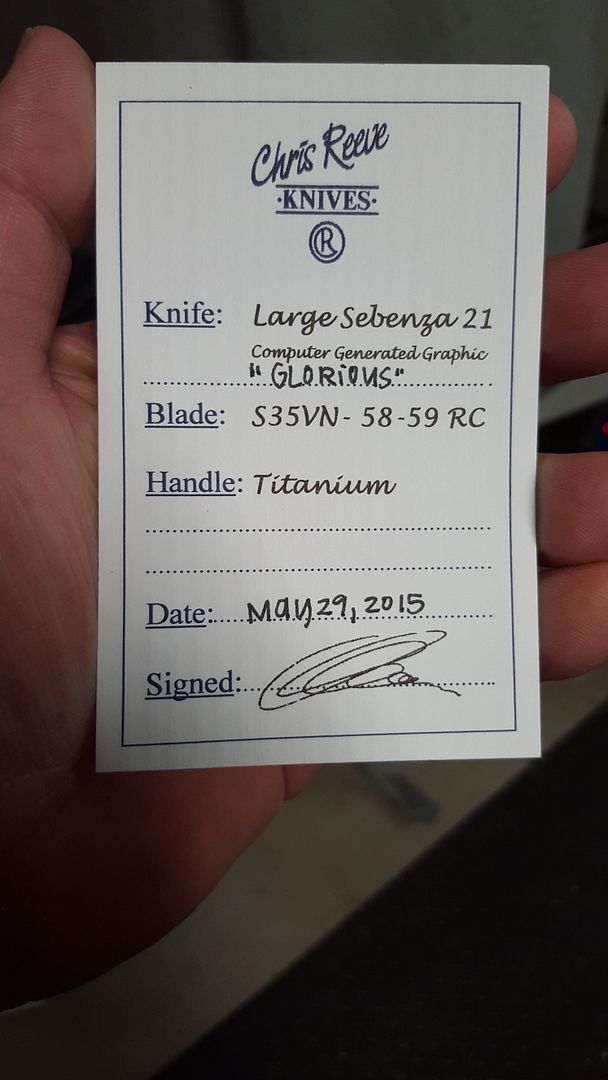 Chris Reeve
·KNIVES·
®
Knife: Large Sebenza 21
Computer Generated Graphic
"GLORIOUS"
Blade: S35VN- 58-59 RC
Handle: Titanium
Date: May 29, 2015
Signed: